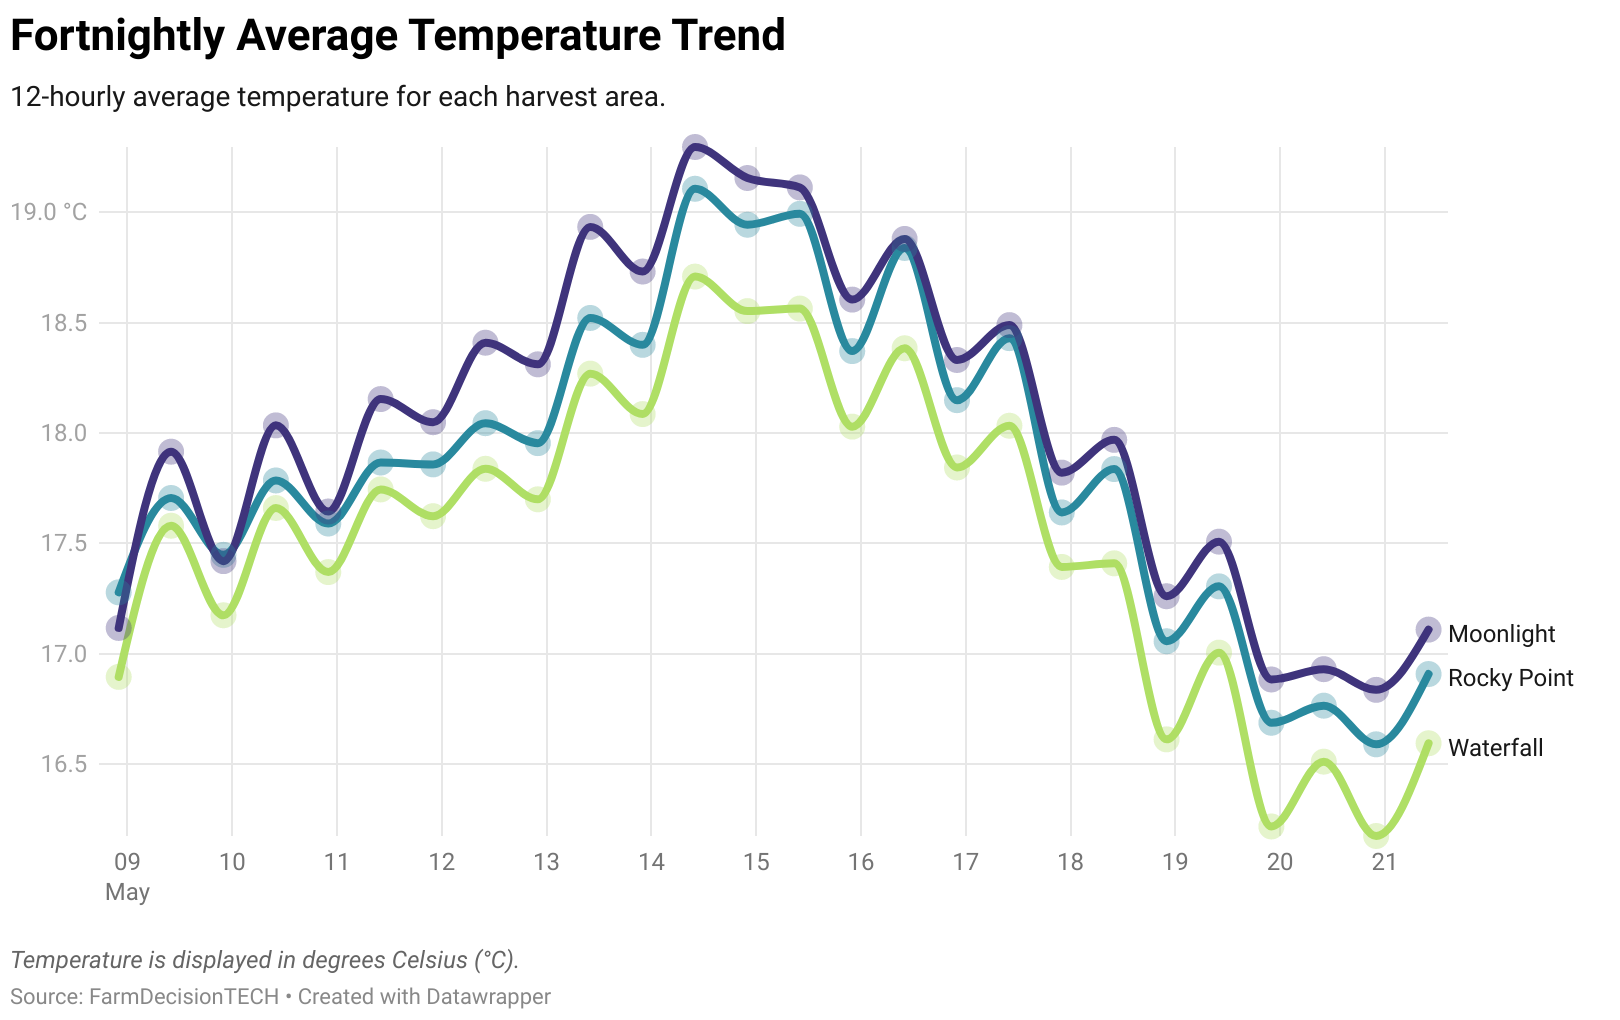 Fortnightly Average Temperature Trend
12-hourly average temperature for each harvest area.
19.0 °C
18.5
18.0
17.5
17.0
16.5
Moonlight
Rocky Point
Waterfall
09 10 11 12 13 14 15 16 17 18 19 20 21
May
Temperature is displayed in degrees Celsius (°C).
Source: FarmDecisionTECH • Created with Datawrapper